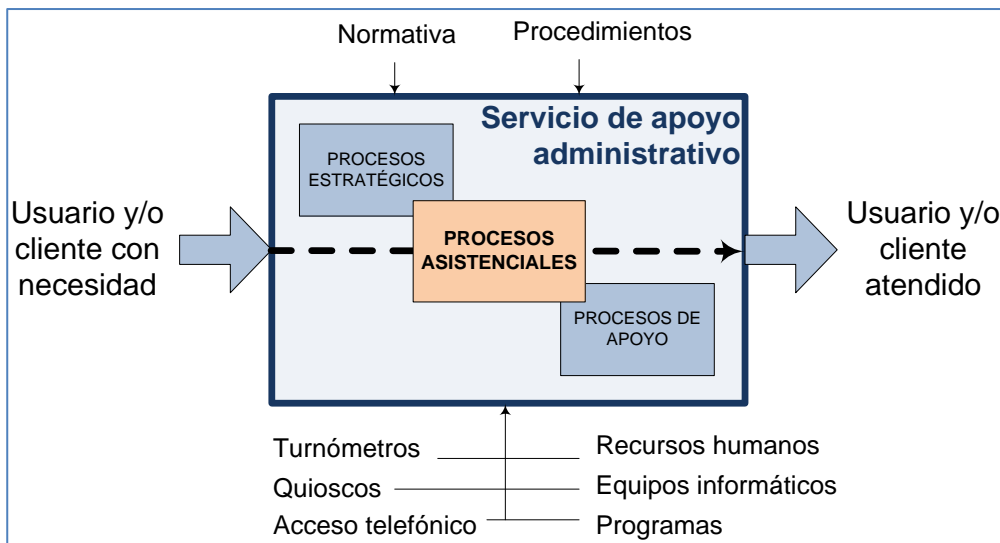 Normativa
Procedimientos
Servicio de apoyo
administrativo
PROCESOS
ESTRATÉGICOS
Usuario y/o
cliente con
necesidad
PROCESOS
ASISTENCIALES
Usuario y/o
cliente
atendido
PROCESOS DE
APOYO
Turnómetros
Recursos humanos
Quioscos
Equipos informáticos
Acceso telefónico
Programas